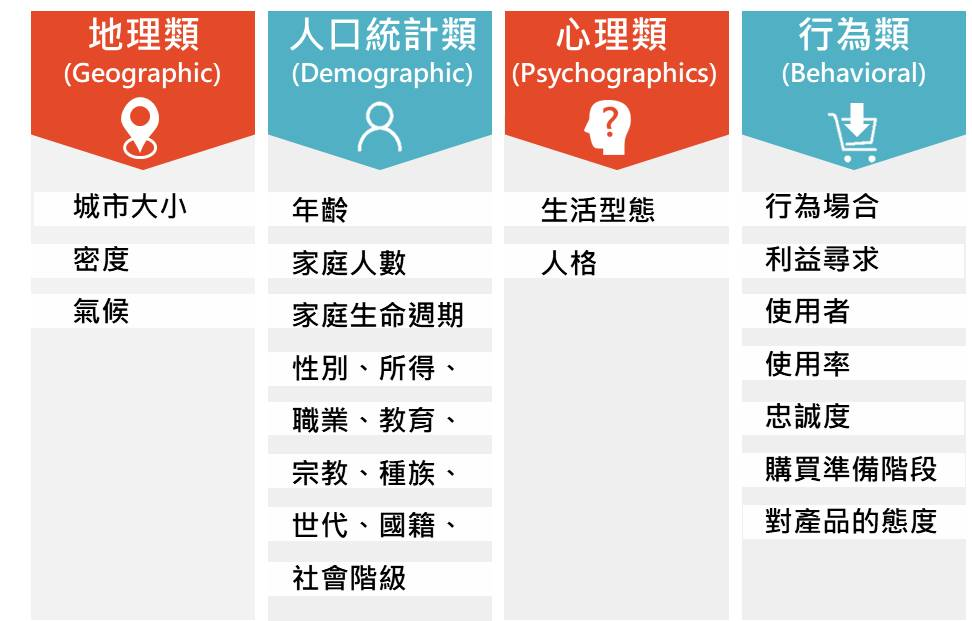 地理類
(Geographic)
城市大小
密度
氣候
人口統計類
(Demographic)
年齡
家庭人數
家庭生命週期
性別、所得、
職業、教育、
宗教、種族、
世代、國籍、
社會階級
心理類
(Psychographics)
?
生活型態
人格
行為類
(Behavioral)
行為場合
利益尋求
使用者
使用率
忠誠度
購買準備階段
對產品的態度